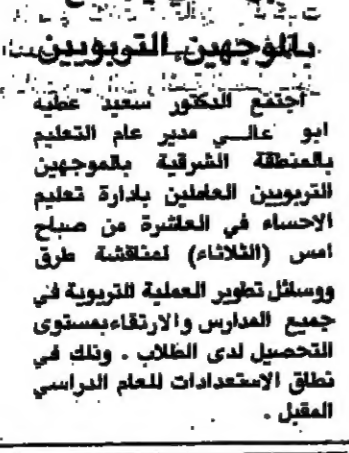 بالموجهين التربويين
اجتمع الدكتور سعيد عطيه
ابو عالي مدير عام التعليم
بالمنطقة الشرقية بالموجهين
التربويين العاملين بادارة تعليم
الاحساء في العاشرة من صباح
امس (الثلاثاء) لمناقشة طرق
ووسائل تطوير العملية التربوية في
جميع المدارس والارتقاء بمستوى
التحصيل لدى الطلاب . وذلك في
نطاق الاستعدادات للعام الدراسي
المقبل .